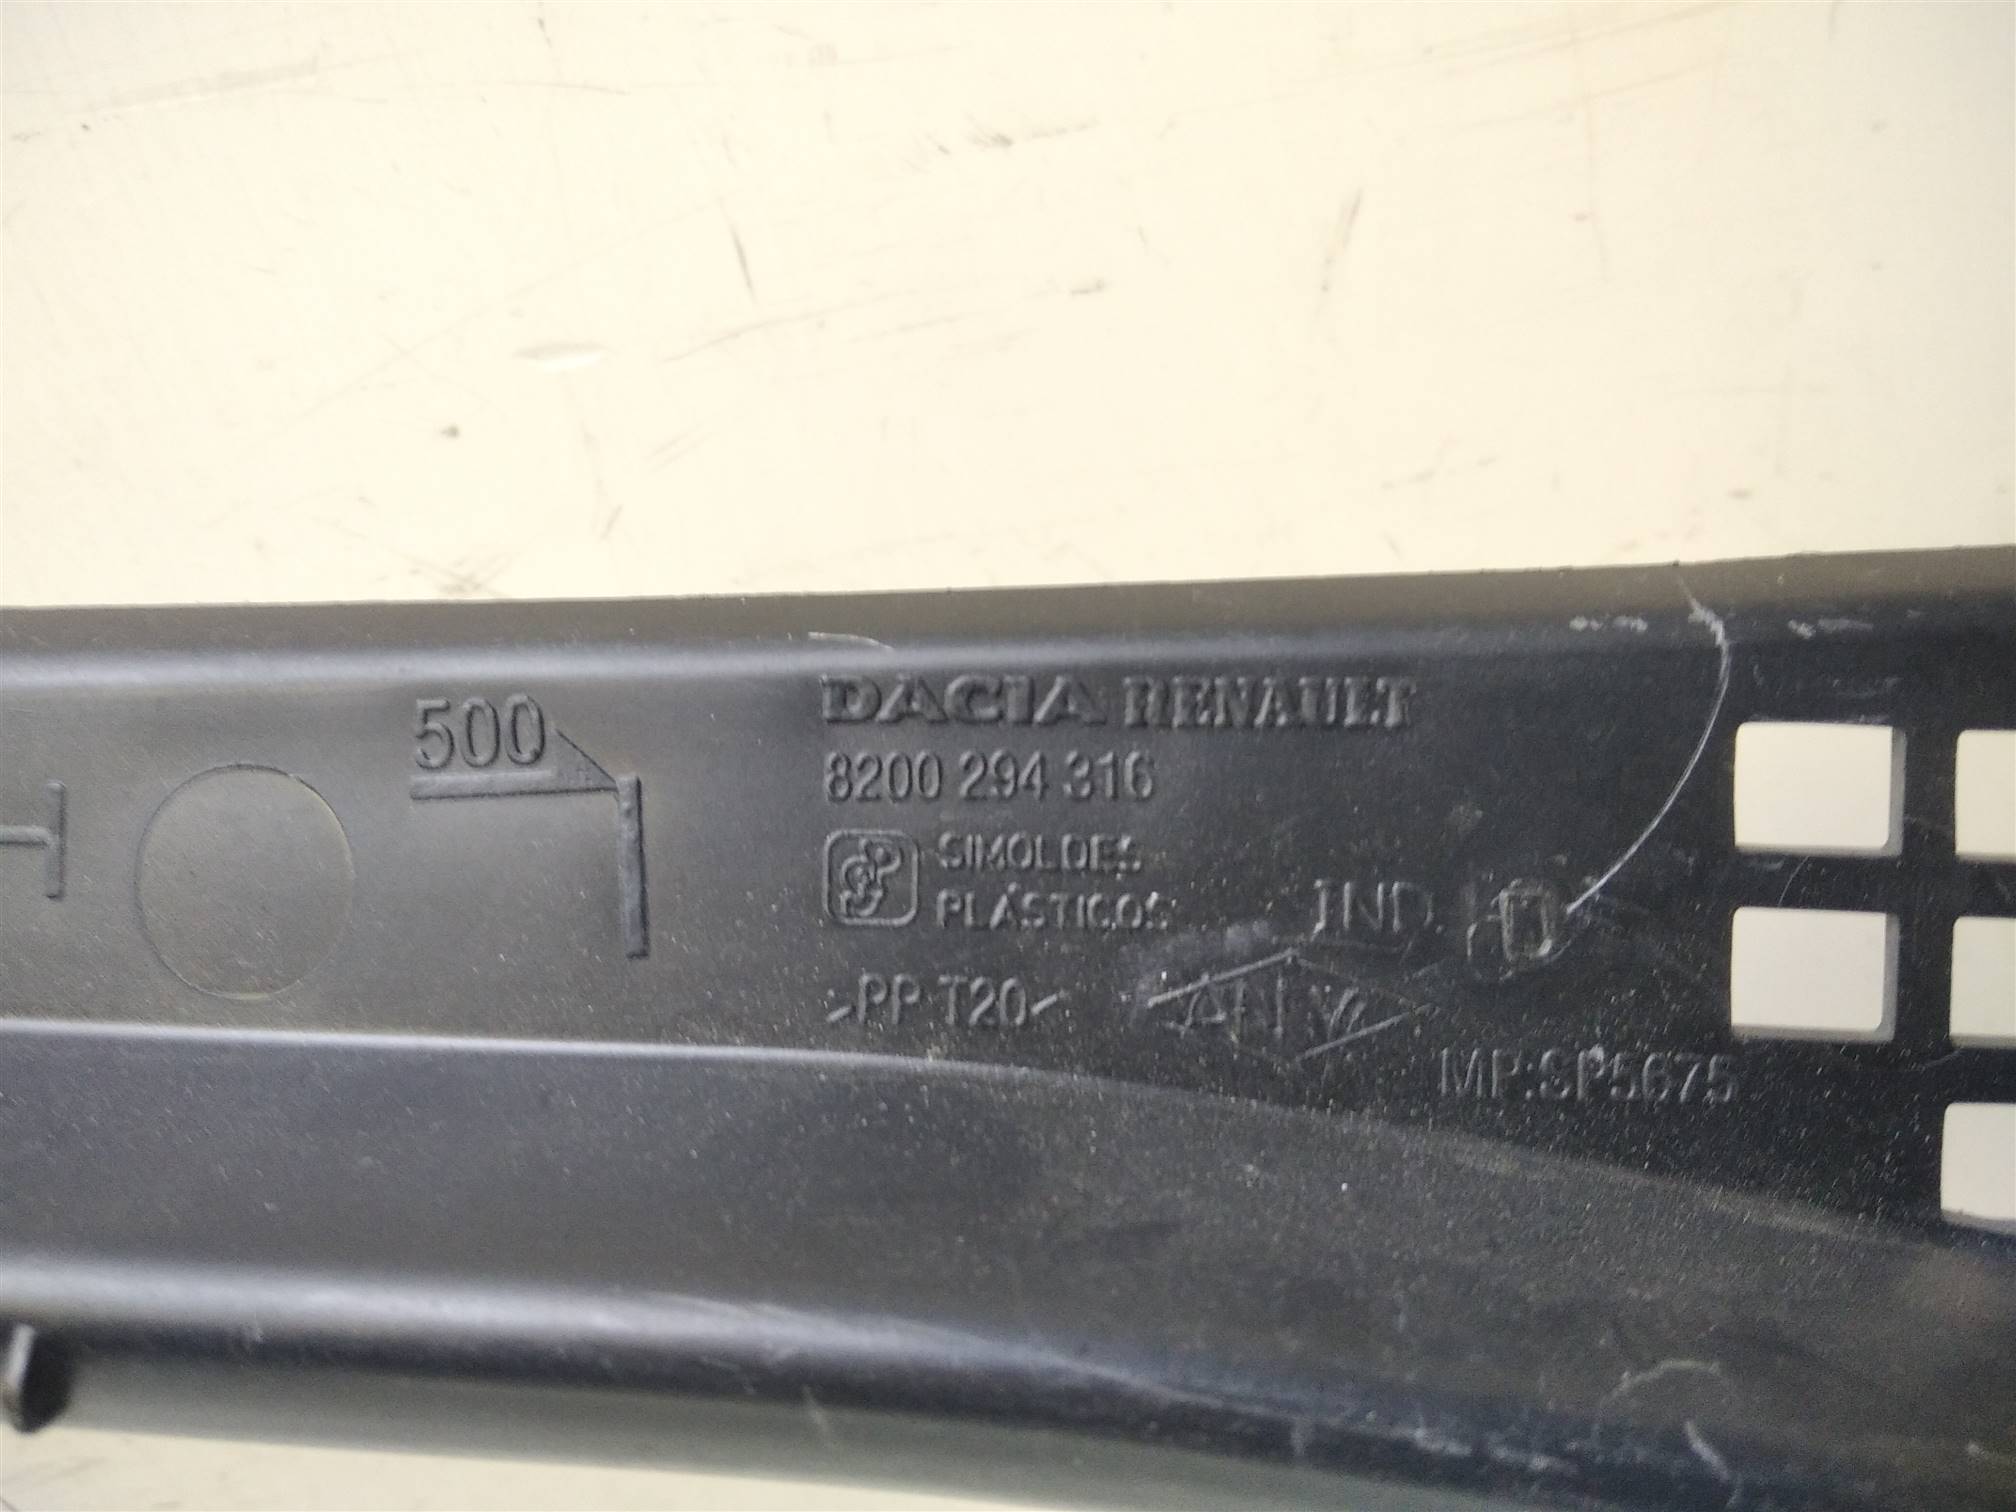 500
DACIA RENAULT
8200 294 316
SIMOLDES
PLÁSTICOS
IND. D
>PP T20<
MP:SP5675